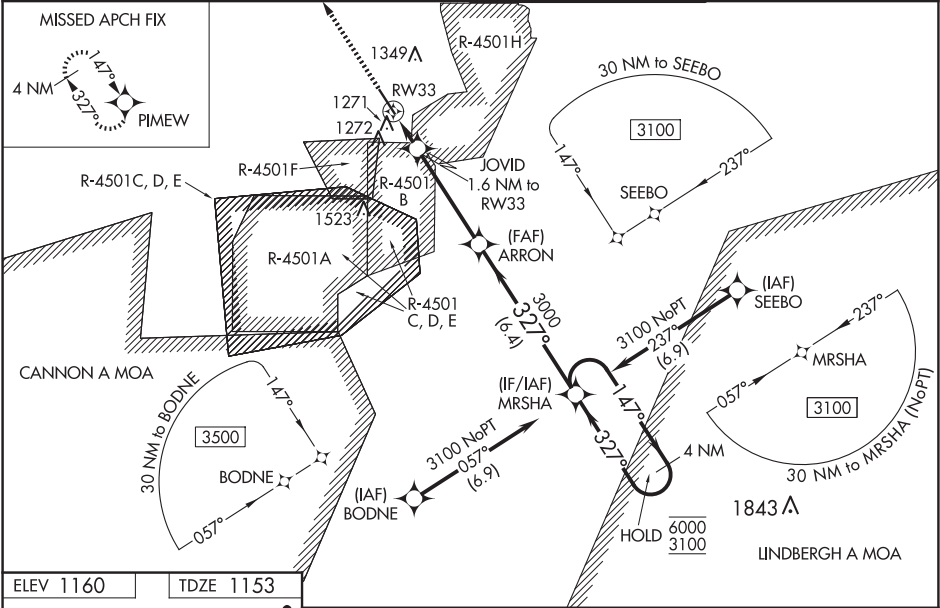 MISSED APCH FIX
147°
4 NM
327°
PIMEW
1349
R-4501H
RW33
1271
1272
30 NM to SEEBO
3100
147°
237°
SEEBO
R-4501F
R-4501C, D, E
R-4501
B
JOVID
1.6 NM to
RW33
1523
R-4501A
(FAF)
ARRON
R-4501
C, D, E
3000
327°
(6.4)
(IAF)
SEEBO
3100 NoPT
237°
(6.9)
237°
MRSHA
057°
3100
30 NM to MRSHA (NoPT)
CANNON A MOA
(IF/IAF)
MRSHA
147°
327°
4 NM
30 NM to BODNE
147°
3500
BODNE
057°
3100 NoPT
057°
(6.9)
(IAF)
BODNE
HOLD
6000
3100
1843
LINDBERGH A MOA
ELEV 1160
TDZE 1153